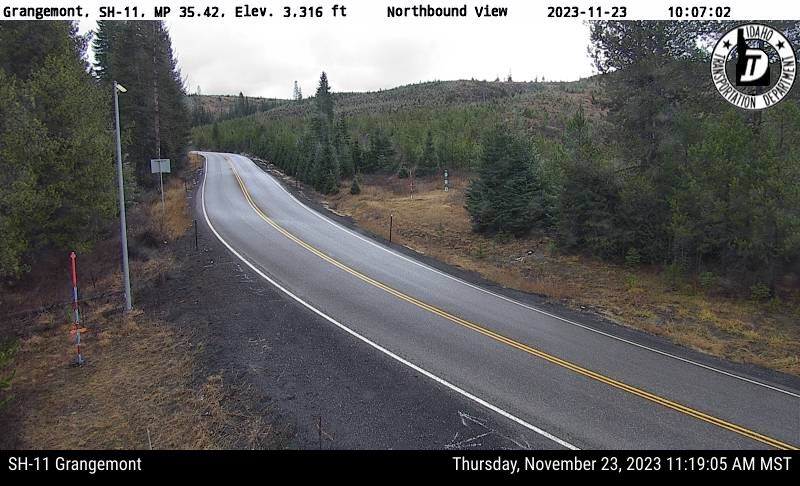 Grangemont, SH-11, MP 35.42, Elev. 3,316 ft Northbound View 2023-11-23 10:07:02
IDAHO
TRANSPORTATION DEPARTMENT
SH-11 Grangemont Thursday, November 23, 2023 11:19:05 AM MST